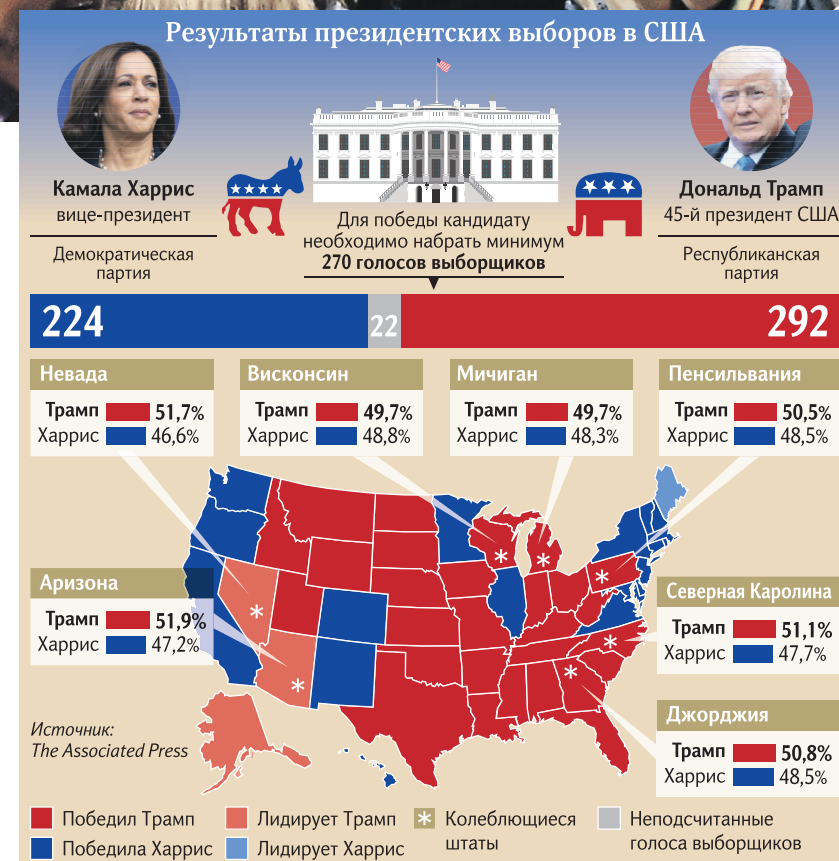 Результаты президентских выборов в США
Камала Харрис
вице-президент
Демократическая
партия
Для победы кандидату
необходимо набрать минимум
270 голосов выборщиков
Дональд Трамп
45-й президент США
Республиканская
партия
224
22
292
Невада
Трамп 51,7%
Харрис 46,6%
Висконсин
Трамп 49,7%
Харрис 48,8%
Мичиган
Трамп 49,7%
Харрис 48,3%
Пенсильвания
Трамп 50,5%
Харрис 48,5%
Аризона
Трамп 51,9%
Харрис 47,2%
Северная Каролина
Трамп 51,1%
Харрис 47,7%
Джорджия
Трамп 50,8%
Харрис 48,5%
Источник:
The Associated Press
Победил Трамп
Победила Харрис
Лидирует Трамп
Лидирует Харрис
Колеблющиеся
штаты
Неподсчитанные
голоса выборщиков